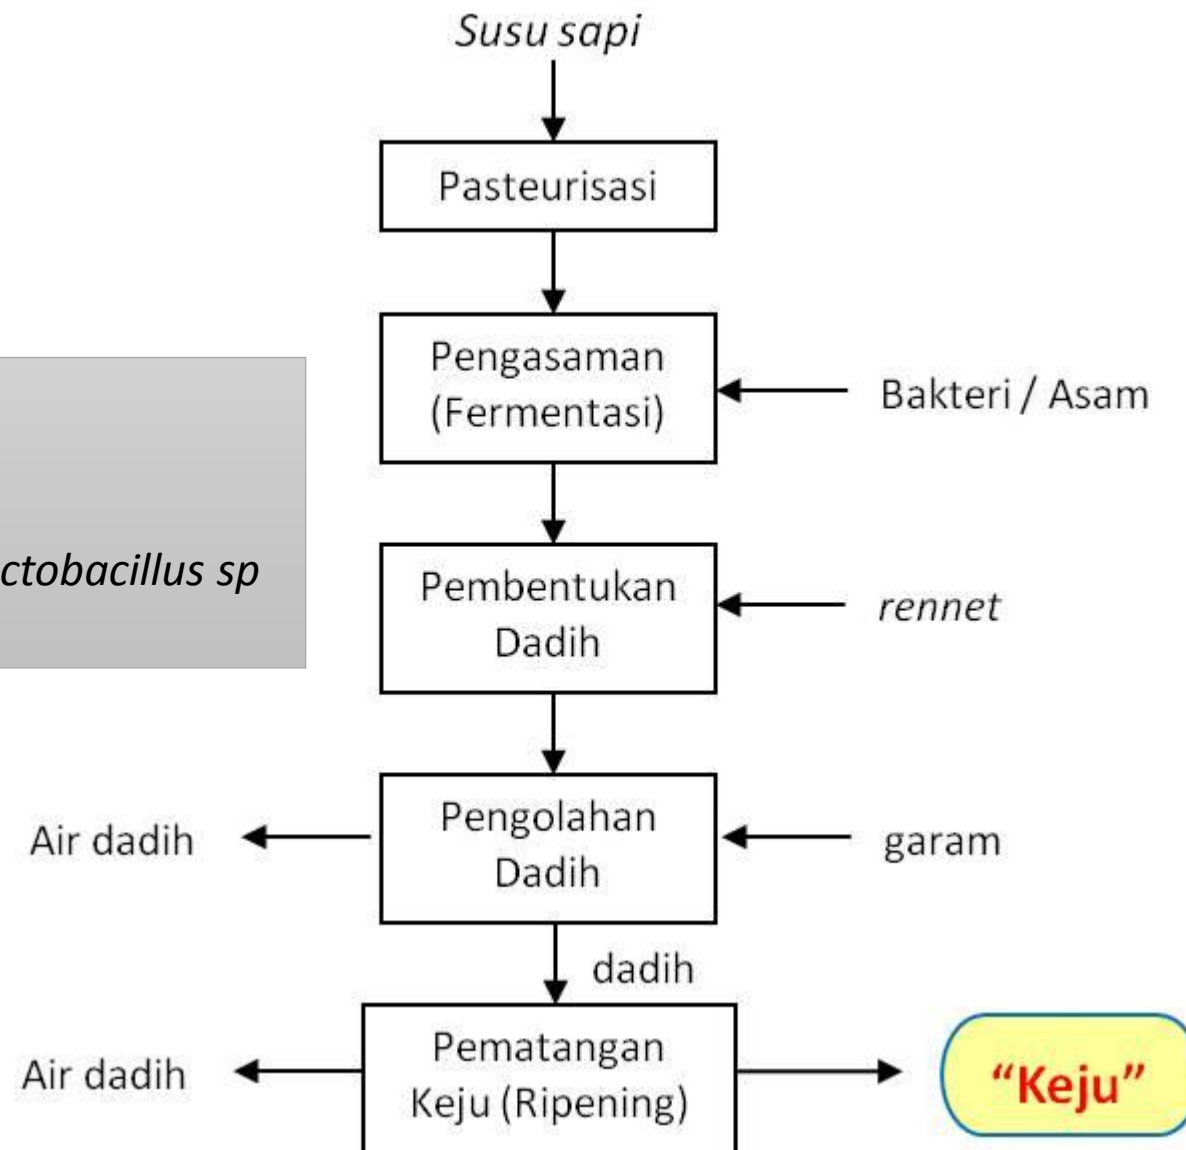 Susu sapi
Pasteurisasi
Pengasaman
(Fermentasi)
Bakteri / Asam
ctobacillus sp
Pembentukan
Dadih
rennet
Air dadih
Pengolahan
Dadih
garam
dadih
Air dadih
Pematangan
Keju (Ripening)
“Keju”